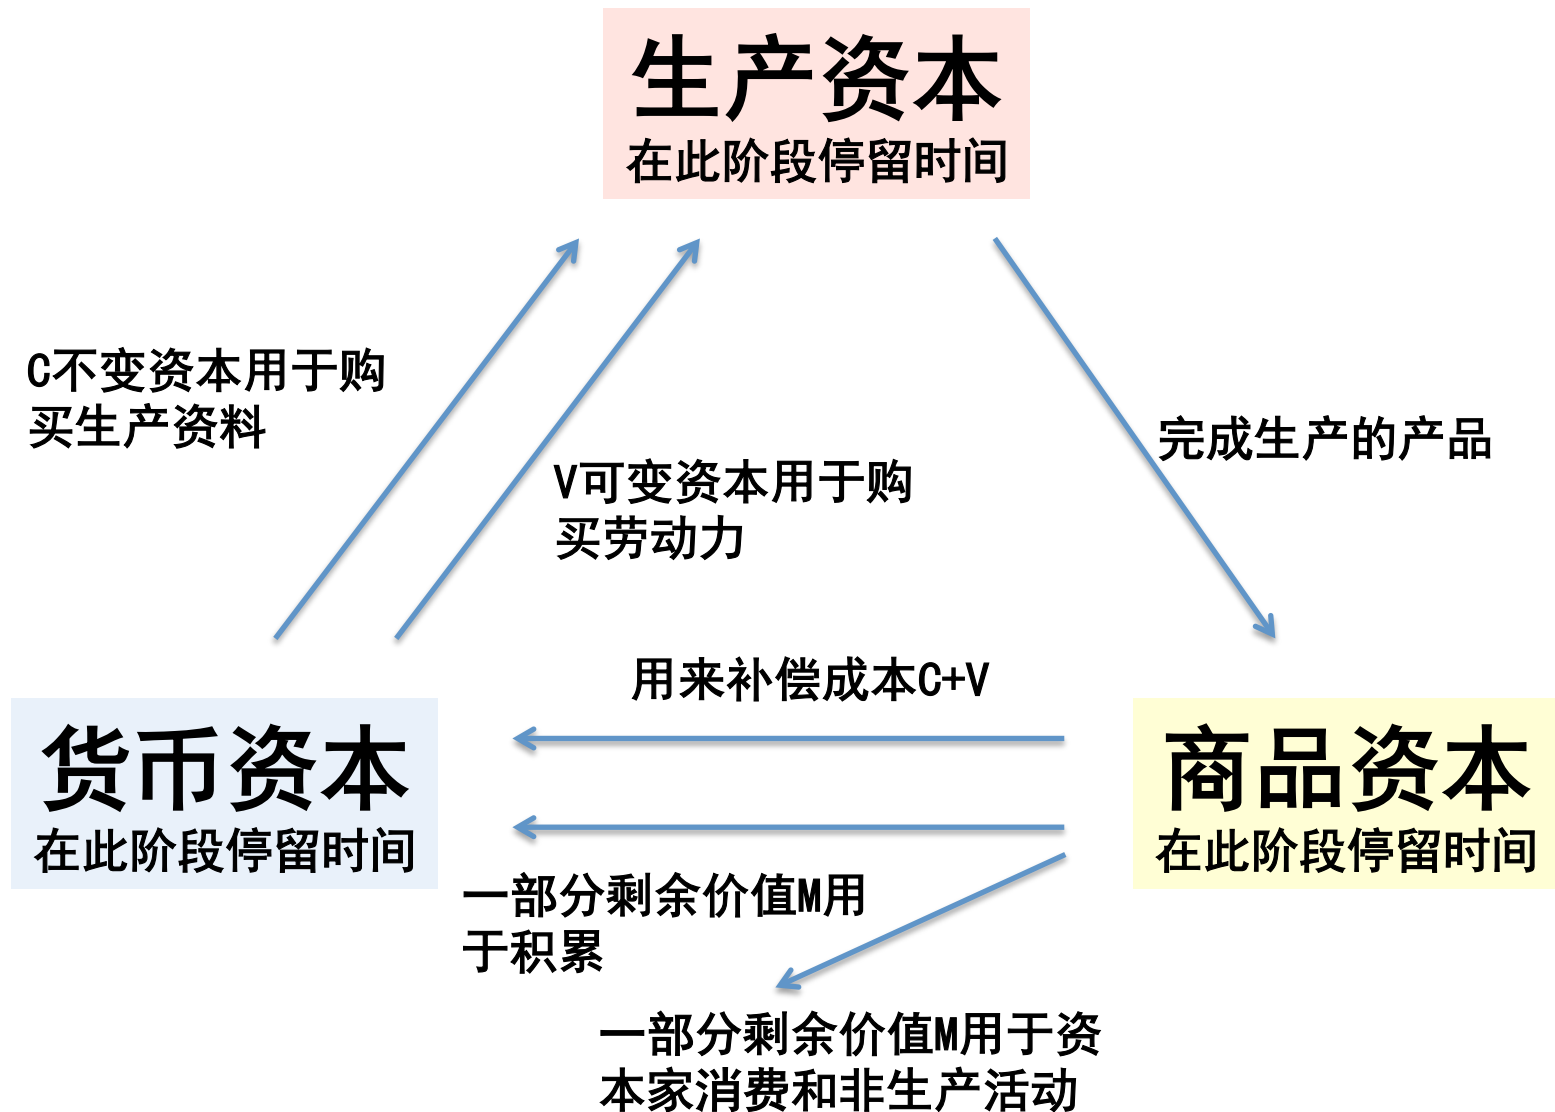 生产资本
在此阶段停留时间
C不变资本用于购
买生产资料
V可变资本用于购
买劳动力
完成生产的产品
用来补偿成本C+V
货币资本
在此阶段停留时间
商品资本
在此阶段停留时间
一部分剩余价值M用
于积累
一部分剩余价值M用于资
本家消费和非生产活动